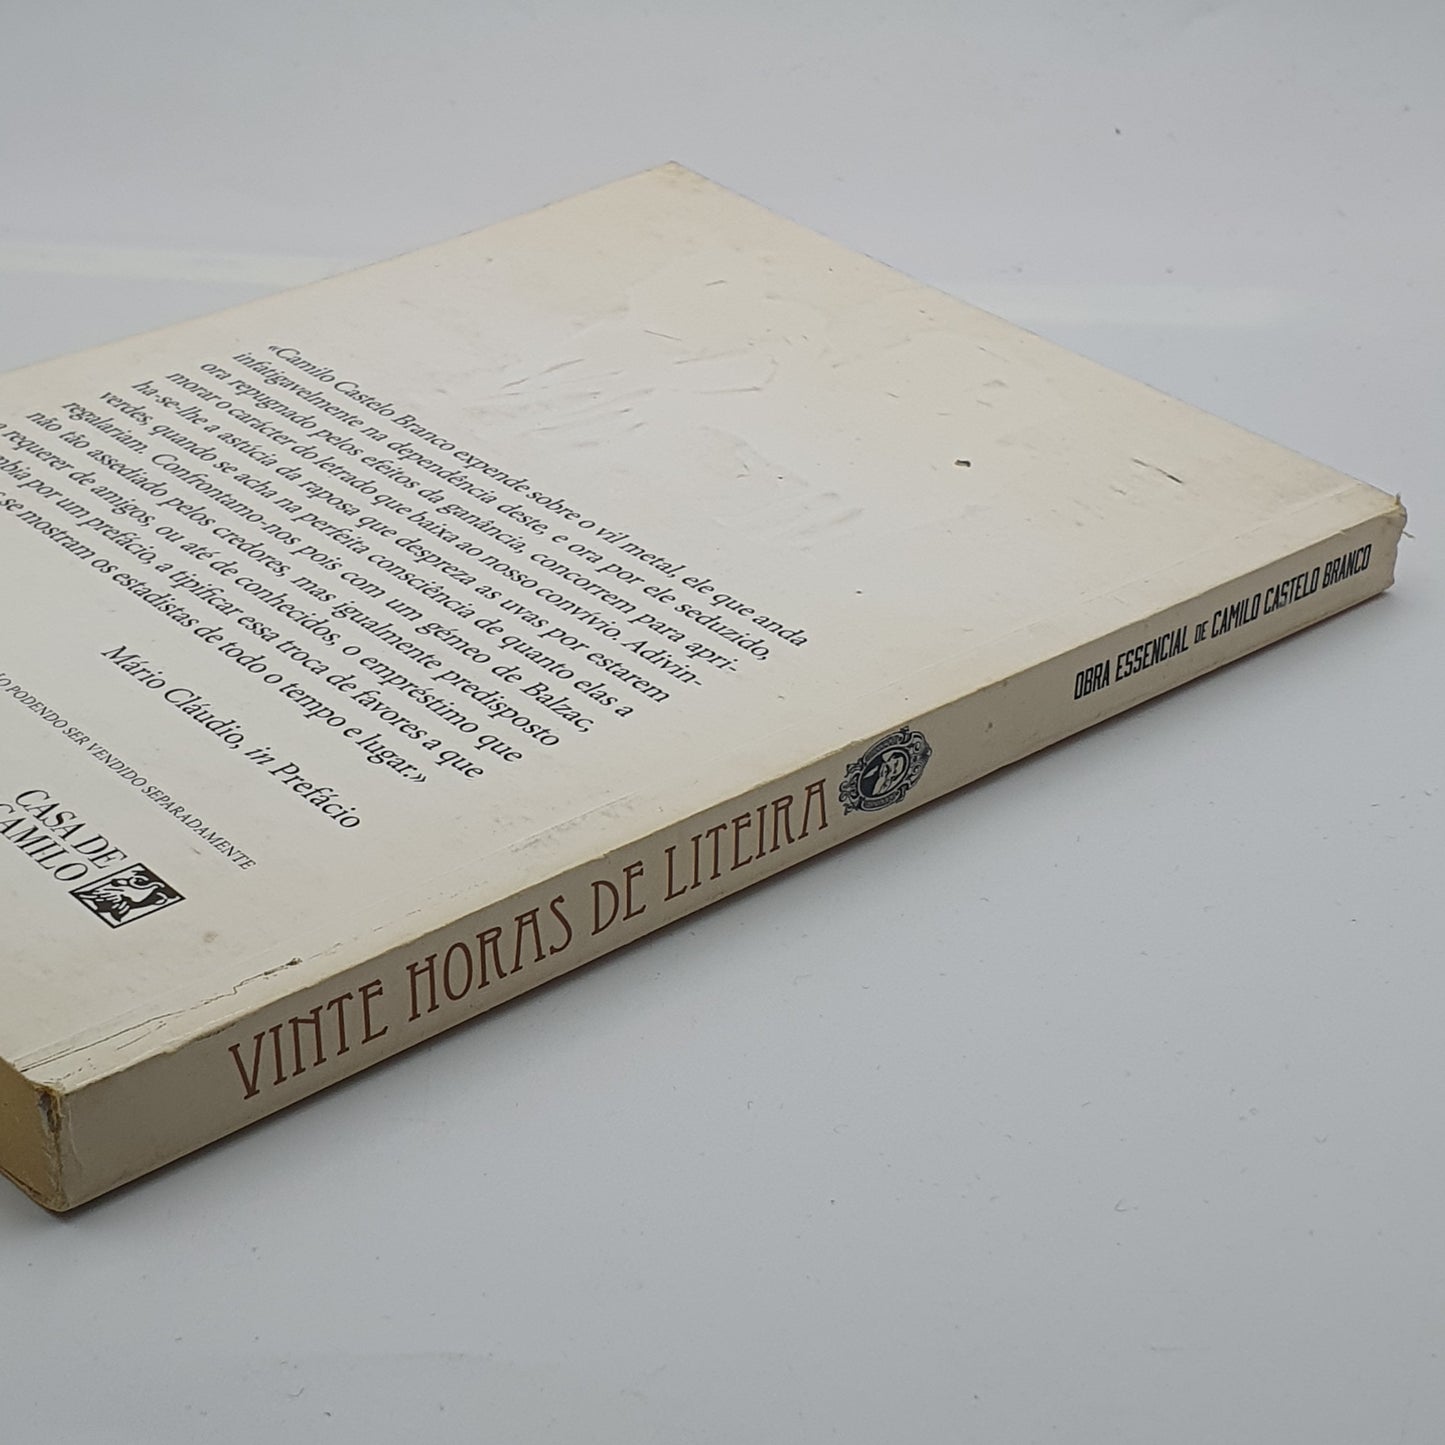 «Camilo Castelo Branco expende sobre o vil metal, ele que anda
infatigavelmente na dependência deste, e ora por ele seduzido,
ora repugnado pelos efeitos da ganância, concorrem para apri-
morar o carácter do letrado que baixa ao nosso convívio. Adivin-
ha-se-lhe a astúcia da raposa que despreza as uvas por estarem
verdes, quando se acha na perfeita consciência de quanto elas a
regalariam. Confrontamo-nos pois com um géneo de Balzac,
não tão assediado pelos credores, mas igualmente predisposto
a requerer de amigos, ou até de conhecidos, o empréstimo que
por um prefácio, a tipificar essa troca de favores a que
se mostram os estadistas de todo o tempo e lugar.»
Mário Cláudio, in Prefácio
PODENDO SER VENDIDO SEPARADAMENTE
CASA DE
CAMILO
VINTE HORAS DE LITEIRA
OBRA ESSENCIAL DE CAMILO CASTELO BRANCO